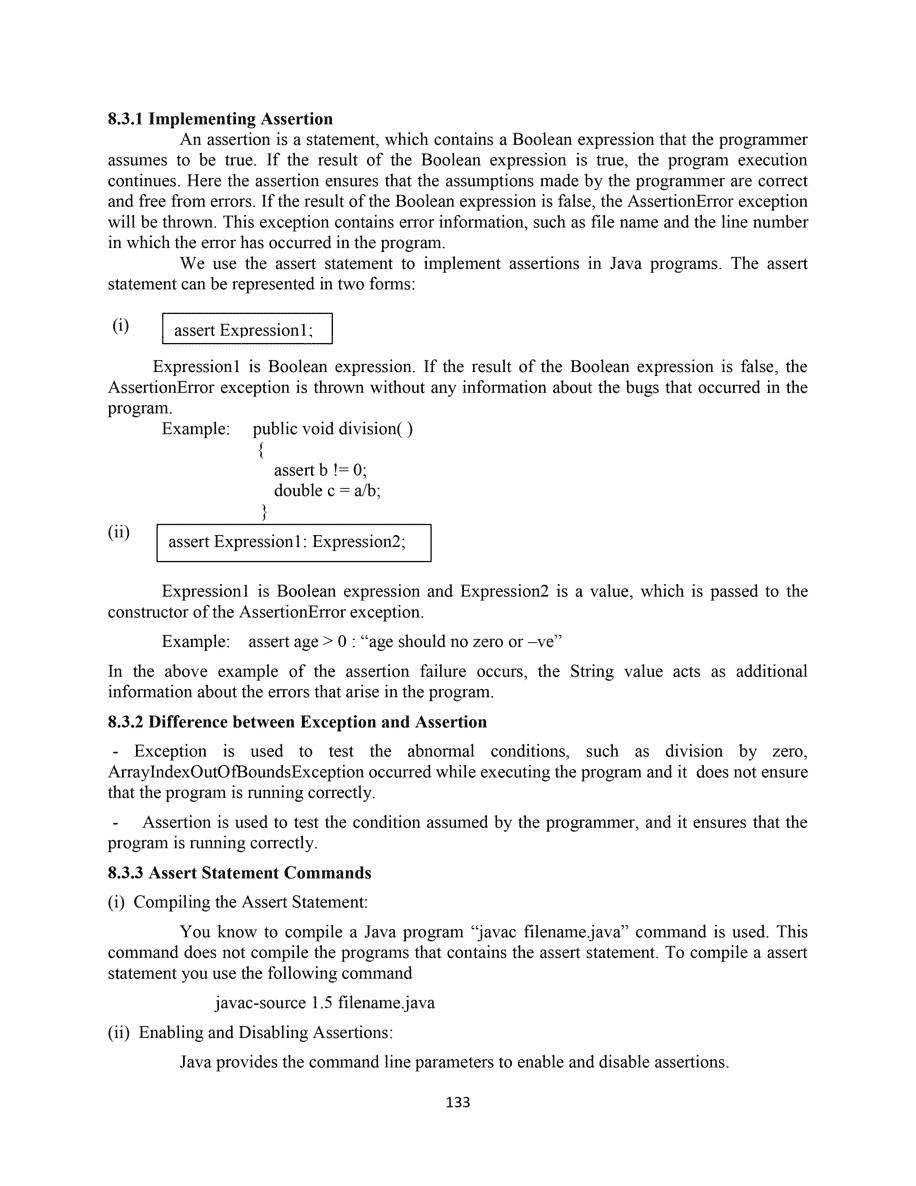 8.3.1 Implementing Assertion
An assertion is a statement, which contains a Boolean expression that the programmer
assumes to be true. If the result of the Boolean expression is true, the program execution
continues. Here the assertion ensures that the assumptions made by the programmer are correct
and free from errors. If the result of the Boolean expression is false, the AssertionError exception
will be thrown. This exception contains error information, such as file name and the line number
in which the error has occurred in the program.
We use the assert statement to implement assertions in Java programs. The assert
statement can be represented in two forms:
(i) assert Expression1;
Expression1 is Boolean expression. If the result of the Boolean expression is false, the
AssertionError exception is thrown without any information about the bugs that occurred in the
program.
Example: public void division( )
{
assert b != 0;
double c = a/b;
}
(ii) assert Expression1: Expression2;
Expression1 is Boolean expression and Expression2 is a value, which is passed to the
constructor of the AssertionError exception.
Example: assert age > 0 : “age should no zero or –ve”
In the above example of the assertion failure occurs, the String value acts as additional
information about the errors that arise in the program.
8.3.2 Difference between Exception and Assertion
- Exception is used to test the abnormal conditions, such as division by zero,
ArrayIndexOutOfBoundsException occurred while executing the program and it does not ensure
that the program is running correctly.
- Assertion is used to test the condition assumed by the programmer, and it ensures that the
program is running correctly.
8.3.3 Assert Statement Commands
(i) Compiling the Assert Statement:
You know to compile a Java program “javac filename.java” command is used. This
command does not compile the programs that contains the assert statement. To compile a assert
statement you use the following command
javac-source 1.5 filename.java
(ii) Enabling and Disabling Assertions:
Java provides the command line parameters to enable and disable assertions.
133